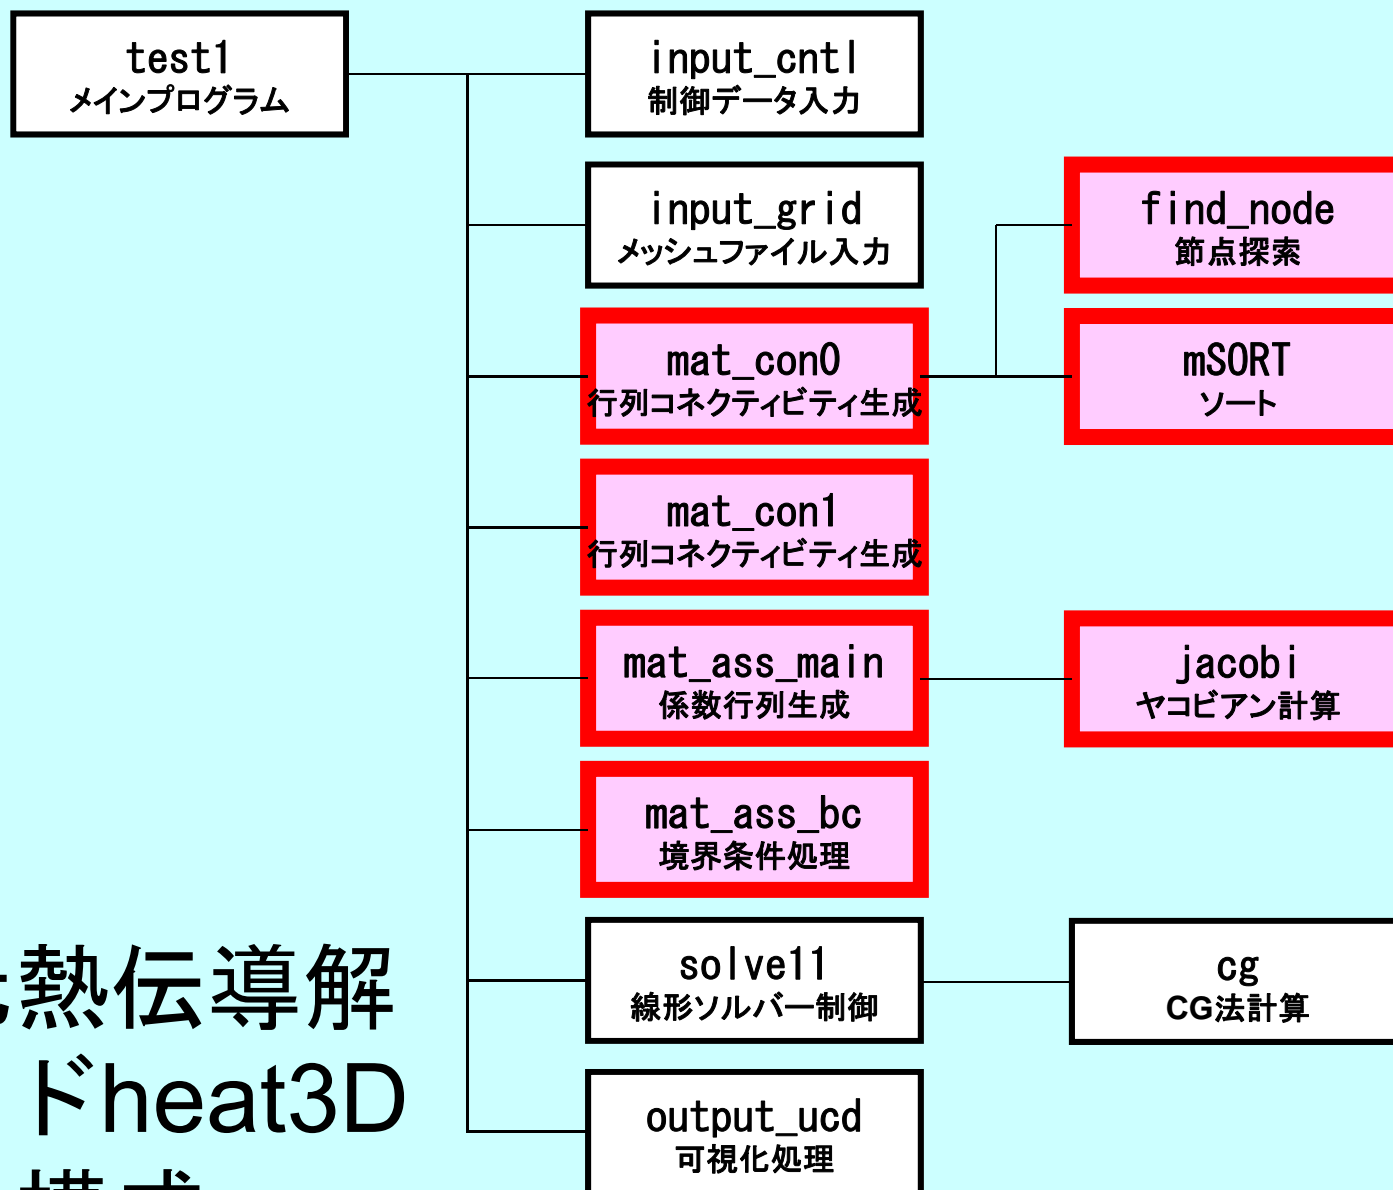 test1
メインプログラム
input_cntl
制御データ入力
input_grid
メッシュファイル入力
find_node
節点探索
mat_con0
行列コネクティビティ生成
mSORT
ソート
mat_con1
行列コネクティビティ生成
mat_ass_main
係数行列生成
jacobi
ヤコビアン計算
mat_ass_bc
境界条件処理
solve11
線形ソルバー制御
cg
CG法計算
output_ucd
可視化処理
熱伝導解
ドheat3D